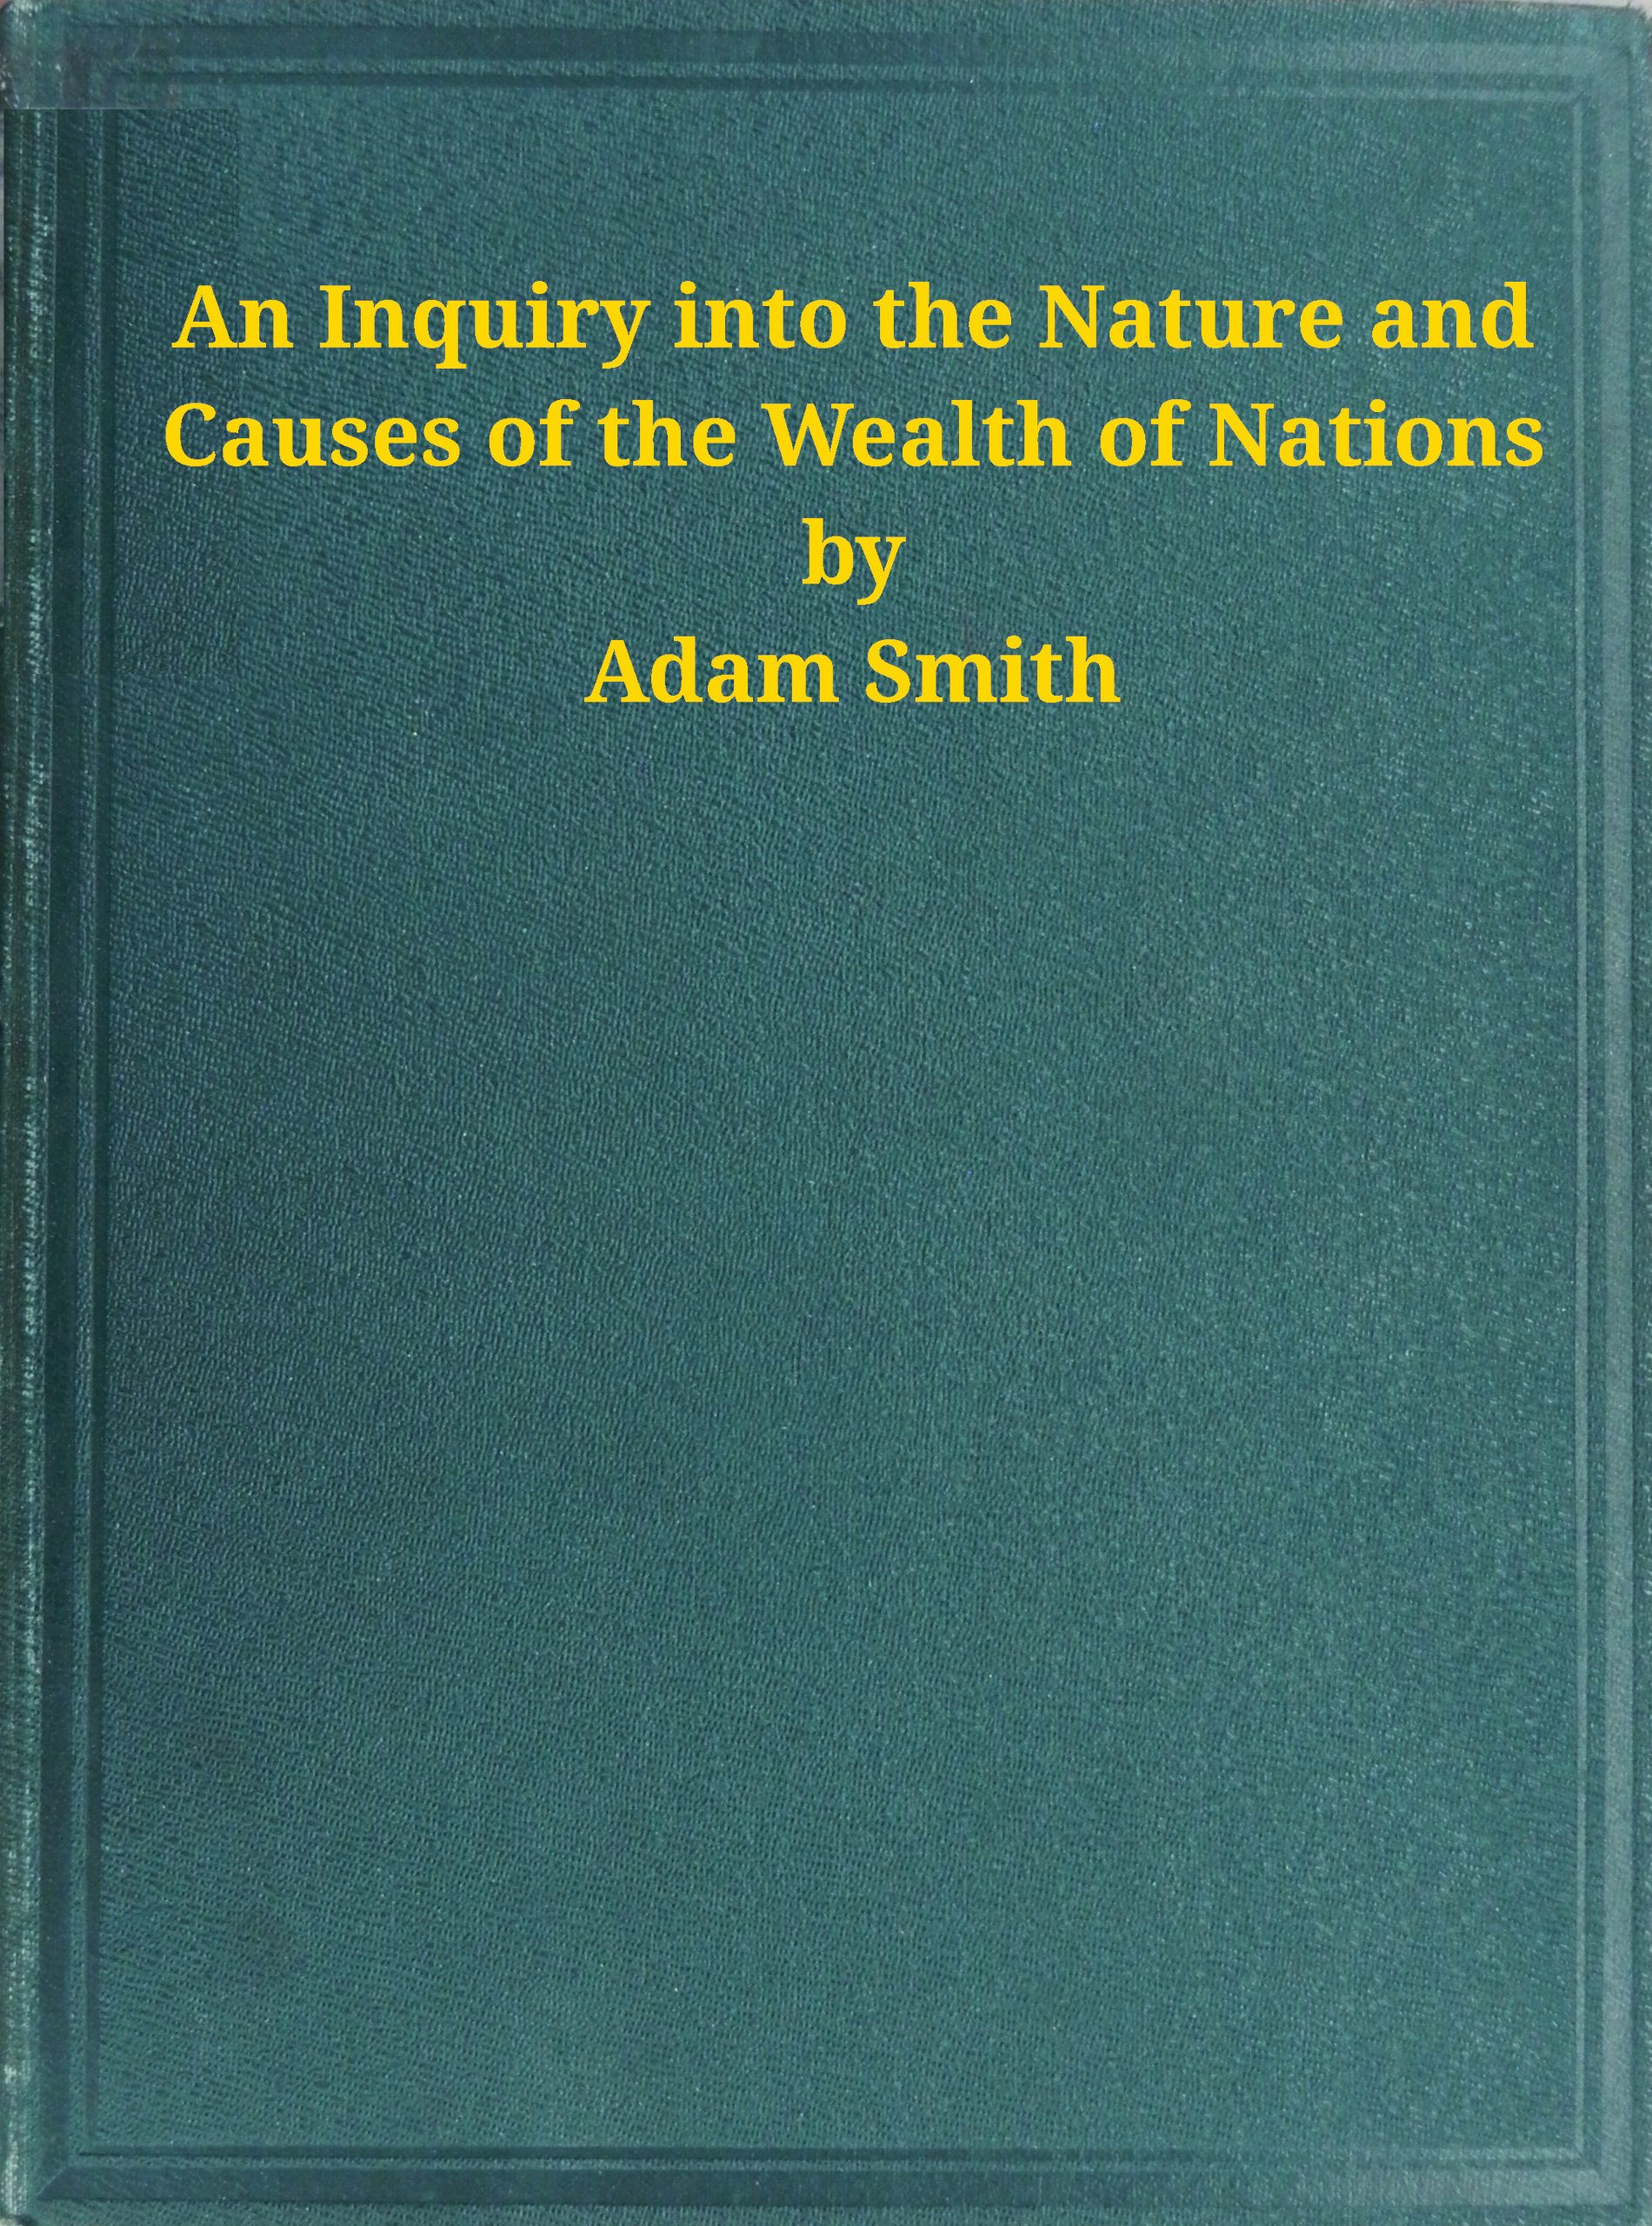 An Inquiry into the Nature and
Causes of the Wealth of Nations
by
Adam Smith